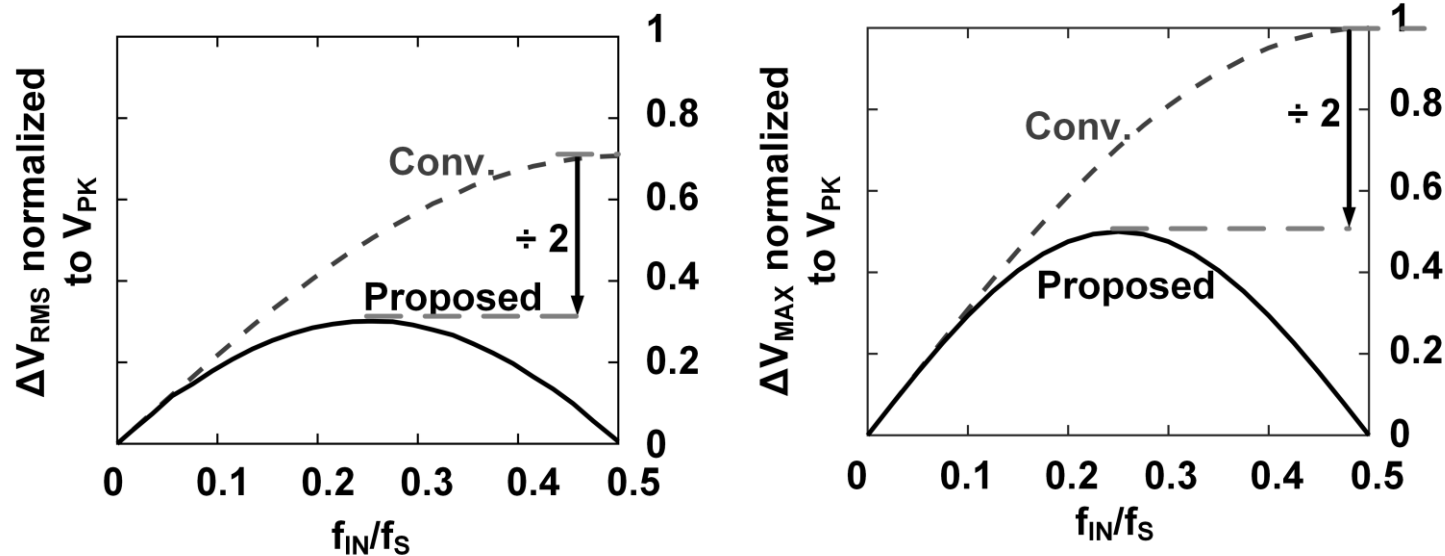 ΔV_RMS normalized
to V_PK
1
0.8
0.6
0.4
0.2
0
Conv.
÷ 2
Proposed
0 0.1 0.2 0.3 0.4 0.5
f_IN/f_S
ΔV_MAX normalized
to V_PK
1
0.8
0.6
0.4
0.2
0
Conv.
÷ 2
Proposed
0 0.1 0.2 0.3 0.4 0.5
f_IN/f_S